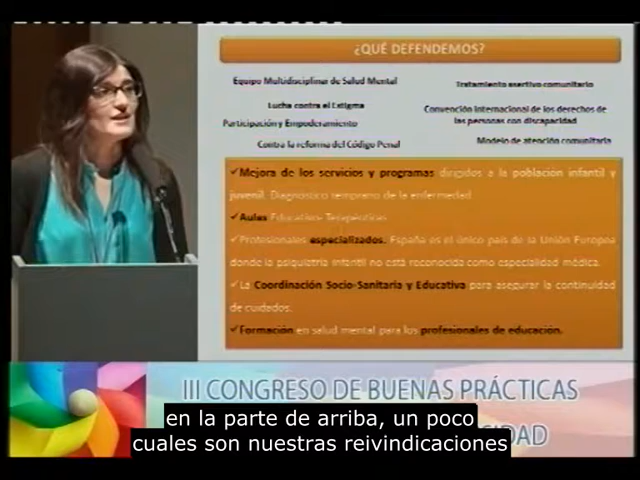 ¿QUÉ DEFENDEMOS?
Equipo Multidisciplinar de Salud Mental
Tratamiento asertivo comunitario
Lucha contra el Estigma
Convención Internacional de los derechos de
las personas con discapacidad
Participación y Empoderamiento
Contra la reforma del Código Penal
Modelo de atención comunitaria
✓Mejora de los servicios y programas dirigidos a la población infantil y
juvenil. Diagnóstico temprano de la enfermedad
✓Aulas Educativo- Terapéuticas
✓Profesionales especializados. España es el único país de la Unión Europea
donde la psiquiatría infantil no está reconocida como especialidad médica.
✓La Coordinación Socio-Sanitaria y Educativa para asegurar la continuidad
de cuidados.
✓Formación en salud mental para los profesionales de educación.
III CONGRESO DE BUENAS PRÁCTICAS
en la parte de arriba, un poco
cuales son nuestras reivindicaciones